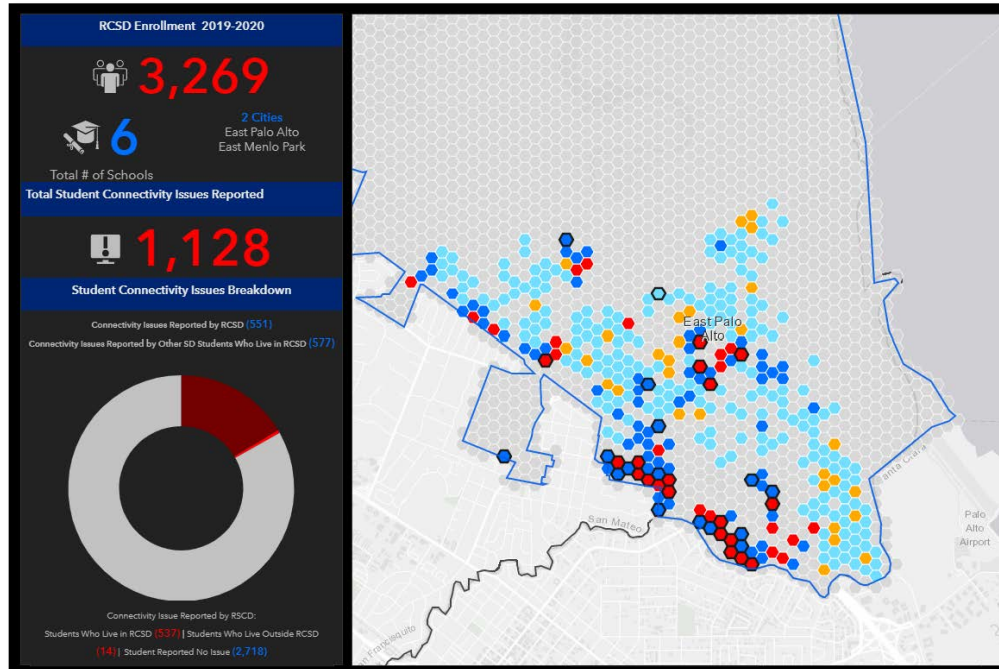 RCSD Enrollment 2019-2020
3,269
6
2 Cities
East Palo Alto
East Menlo Park
Total # of Schools
Total Student Connectivity Issues Reported
1,128
Student Connectivity Issues Breakdown
Connectivity Issues Reported by RCSD (551)
Connectivity Issues Reported by Other SD Students Who Live in RCSD (577)
Connectivity Issue Reported by RSCD:
Students Who Live in RCSD (537) | Students Who Live Outside RCSD
(14) | Student Reported No Issue (2,718)
East Palo
Alto
San Mateo
anta Clara
Palo
Alto
Airport
n Francisquito